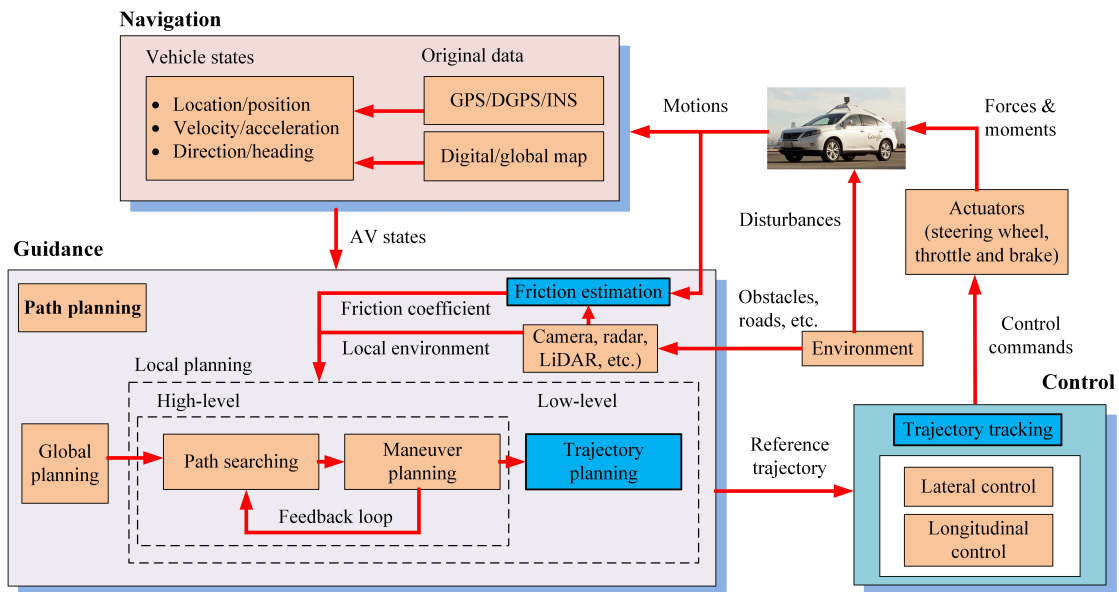 Navigation
Vehicle states
Original data
• Location/position
• Velocity/acceleration
• Direction/heading
GPS/DGPS/INS
Digital/global map
Motions
Google
Forces &
moments
Disturbances
Actuators
(steering wheel,
throttle and brake)
AV states
Guidance
Path planning
Friction estimation
Friction coefficient
Camera, radar,
LiDAR, etc.)
Local environment
Obstacles,
roads, etc.
Environment
Control
commands
Control
Local planning
High-level
Low-level
Global
planning
Path searching
Maneuver
planning
Trajectory
planning
Feedback loop
Reference
trajectory
Trajectory tracking
Lateral control
Longitudinal
control